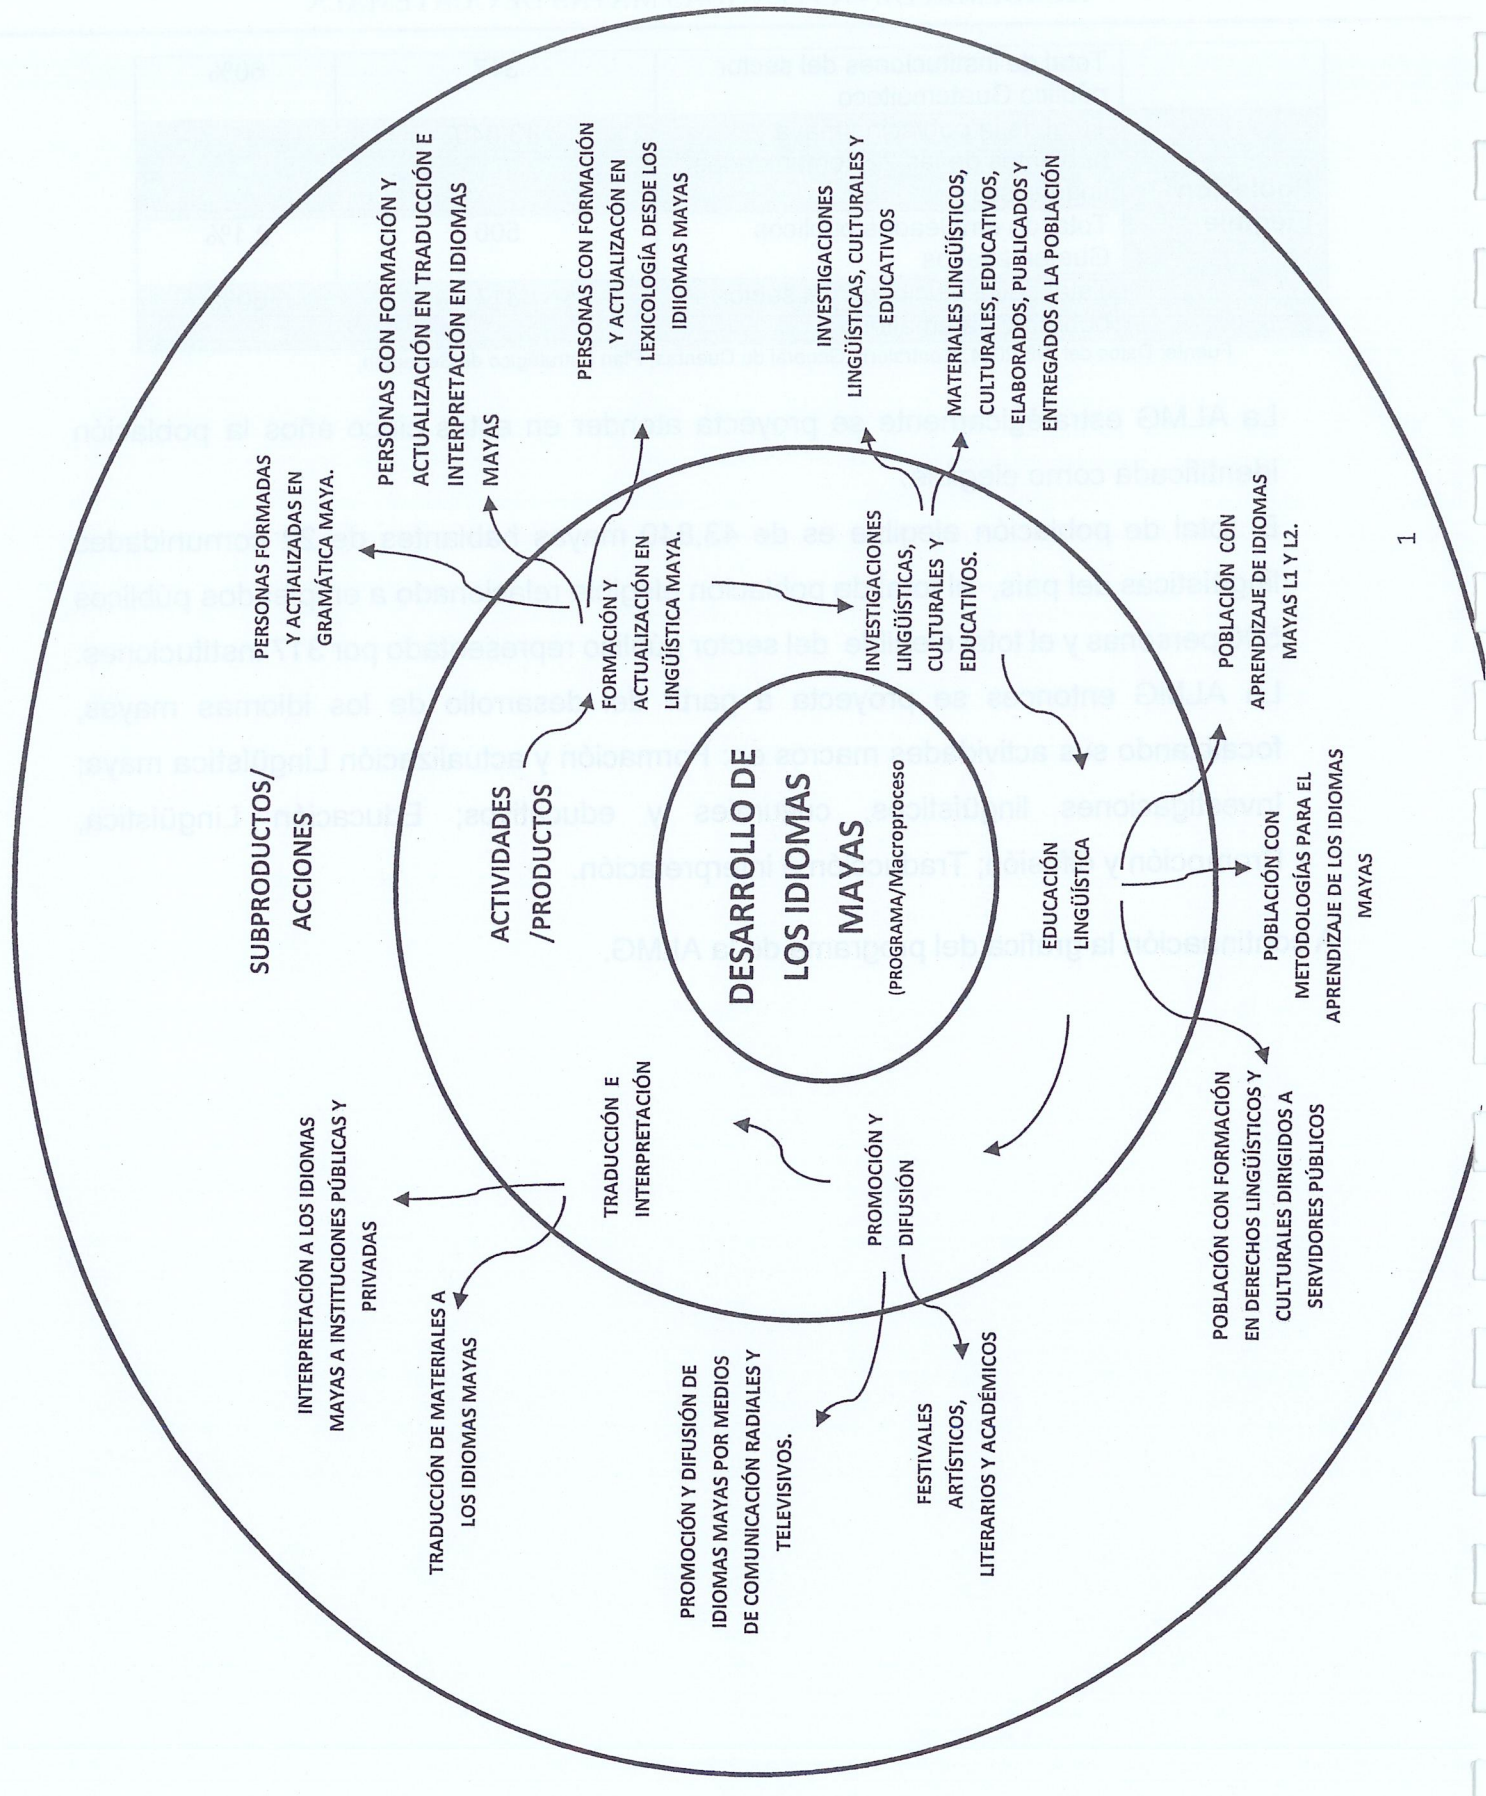 SUBPRODUCTOS/
ACCIONES
ACTIVIDADES
/PRODUCTOS
DESARROLLO DE
LOS IDIOMAS
MAYAS
(PROGRAMA/Macroproceso
FORMACIÓN Y
ACTUALIZACIÓN EN
LINGÜÍSTICA MAYA.
PERSONAS FORMADAS
Y ACTUALIZADAS EN
GRAMÁTICA MAYA.
PERSONAS CON FORMACIÓN Y
ACTUALIZACIÓN EN TRADUCCIÓN E
INTERPRETACIÓN EN IDIOMAS
MAYAS
PERSONAS CON FORMACIÓN
Y ACTUALIZACÓN EN
LEXICOLOGÍA DESDE LOS
IDIOMAS MAYAS
INVESTIGACIONES
LINGÜÍSTICAS,
CULTURALES Y
EDUCATIVOS.
INVESTIGACIONES
LINGÜÍSTICAS, CULTURALES Y
EDUCATIVOS
MATERIALES LINGÜÍSTICOS,
CULTURALES, EDUCATIVOS,
ELABORADOS, PUBLICADOS Y
ENTREGADOS A LA POBLACIÓN
EDUCACIÓN
LINGÜÍSTICA
POBLACIÓN CON
APRENDIZAJE DE IDIOMAS
MAYAS L1 Y L2.
POBLACIÓN CON
METODOLOGÍAS PARA EL
APRENDIZAJE DE LOS IDIOMAS
MAYAS
POBLACIÓN CON FORMACIÓN
EN DERECHOS LINGÜÍSTICOS Y
CULTURALES DIRIGIDOS A
SERVIDORES PÚBLICOS
PROMOCIÓN Y
DIFUSIÓN
FESTIVALES
ARTÍSTICOS,
LITERARIOS Y ACADÉMICOS
PROMOCIÓN Y DIFUSIÓN DE
IDIOMAS MAYAS POR MEDIOS
DE COMUNICACIÓN RADIALES Y
TELEVISIVOS.
TRADUCCIÓN E
INTERPRETACIÓN
TRADUCCIÓN DE MATERIALES A
LOS IDIOMAS MAYAS
INTERPRETACIÓN A LOS IDIOMAS
MAYAS A INSTITUCIONES PÚBLICAS Y
PRIVADAS
1